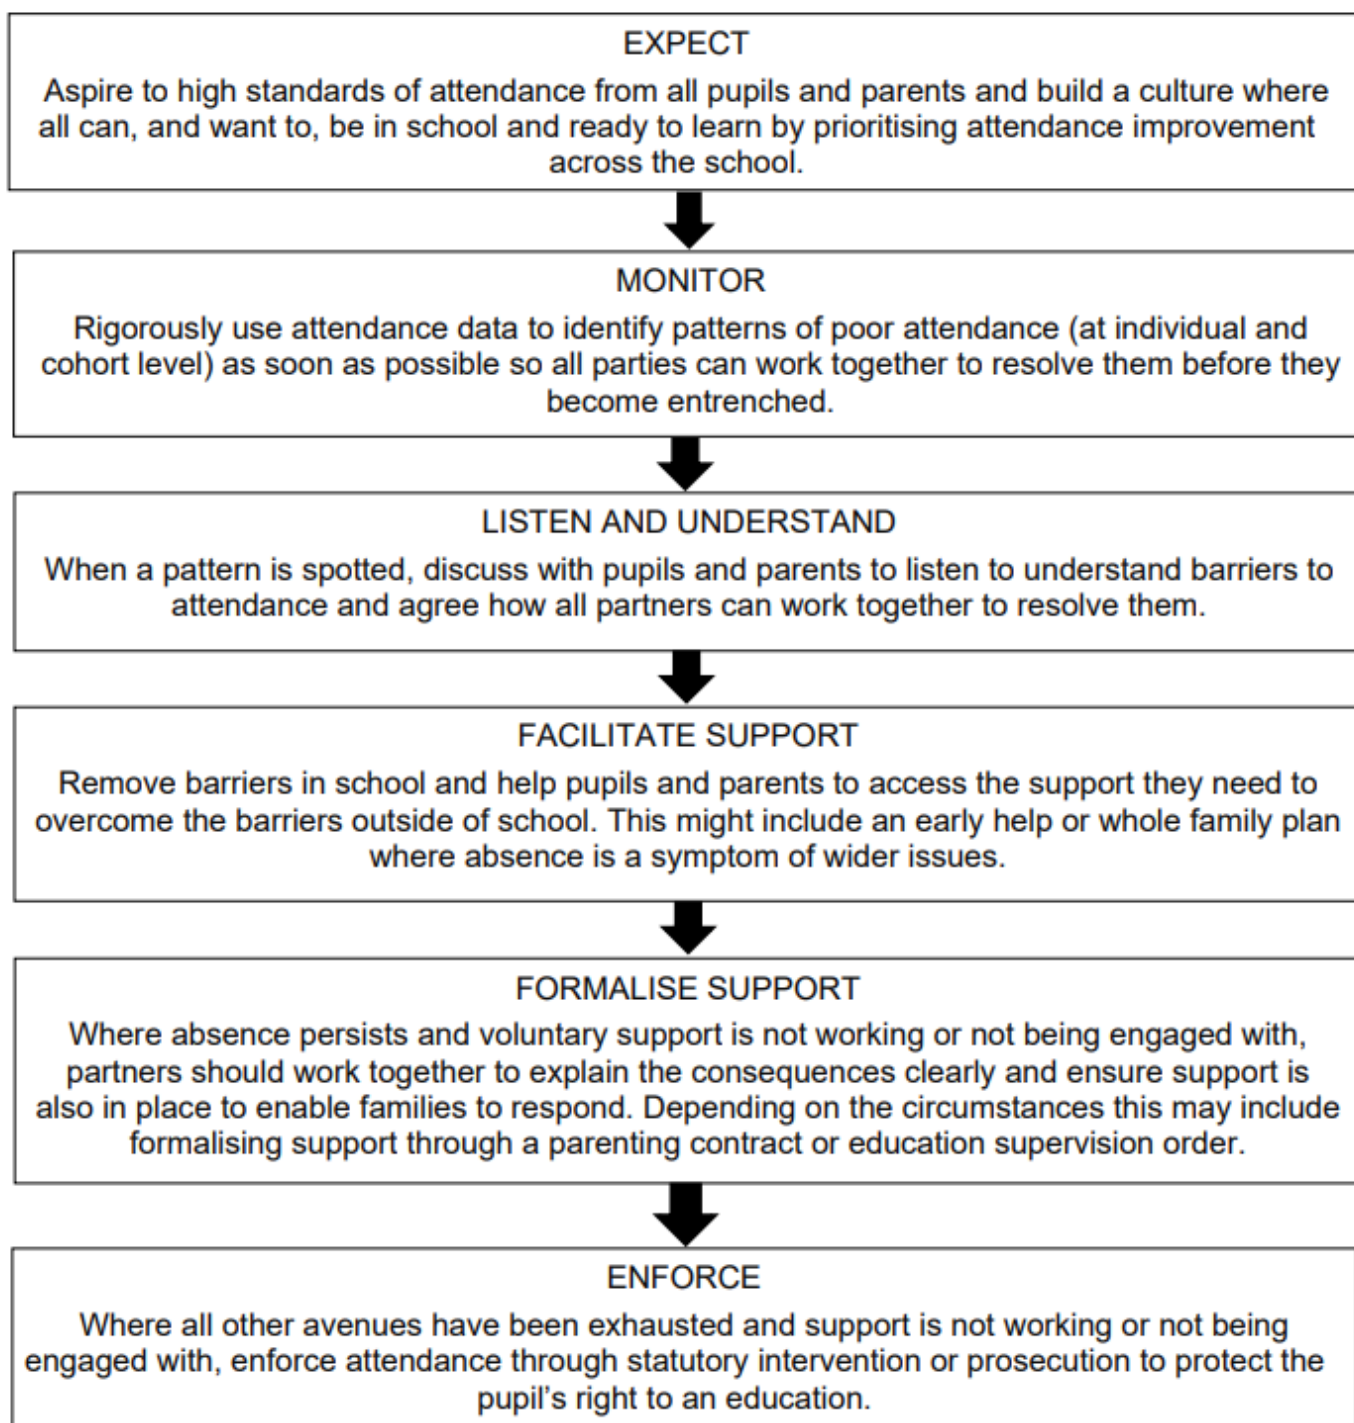 EXPECT
Aspire to high standards of attendance from all pupils and parents and build a culture where
all can, and want to, be in school and ready to learn by prioritising attendance improvement
across the school.
MONITOR
Rigorously use attendance data to identify patterns of poor attendance (at individual and
cohort level) as soon as possible so all parties can work together to resolve them before they
become entrenched.
LISTEN AND UNDERSTAND
When a pattern is spotted, discuss with pupils and parents to listen to understand barriers to
attendance and agree how all partners can work together to resolve them.
FACILITATE SUPPORT
Remove barriers in school and help pupils and parents to access the support they need to
overcome the barriers outside of school. This might include an early help or whole family plan
where absence is a symptom of wider issues.
FORMALISE SUPPORT
Where absence persists and voluntary support is not working or not being engaged with,
partners should work together to explain the consequences clearly and ensure support is
also in place to enable families to respond. Depending on the circumstances this may include
formalising support through a parenting contract or education supervision order.
ENFORCE
Where all other avenues have been exhausted and support is not working or not being
engaged with, enforce attendance through statutory intervention or prosecution to protect the
pupil's right to an education.